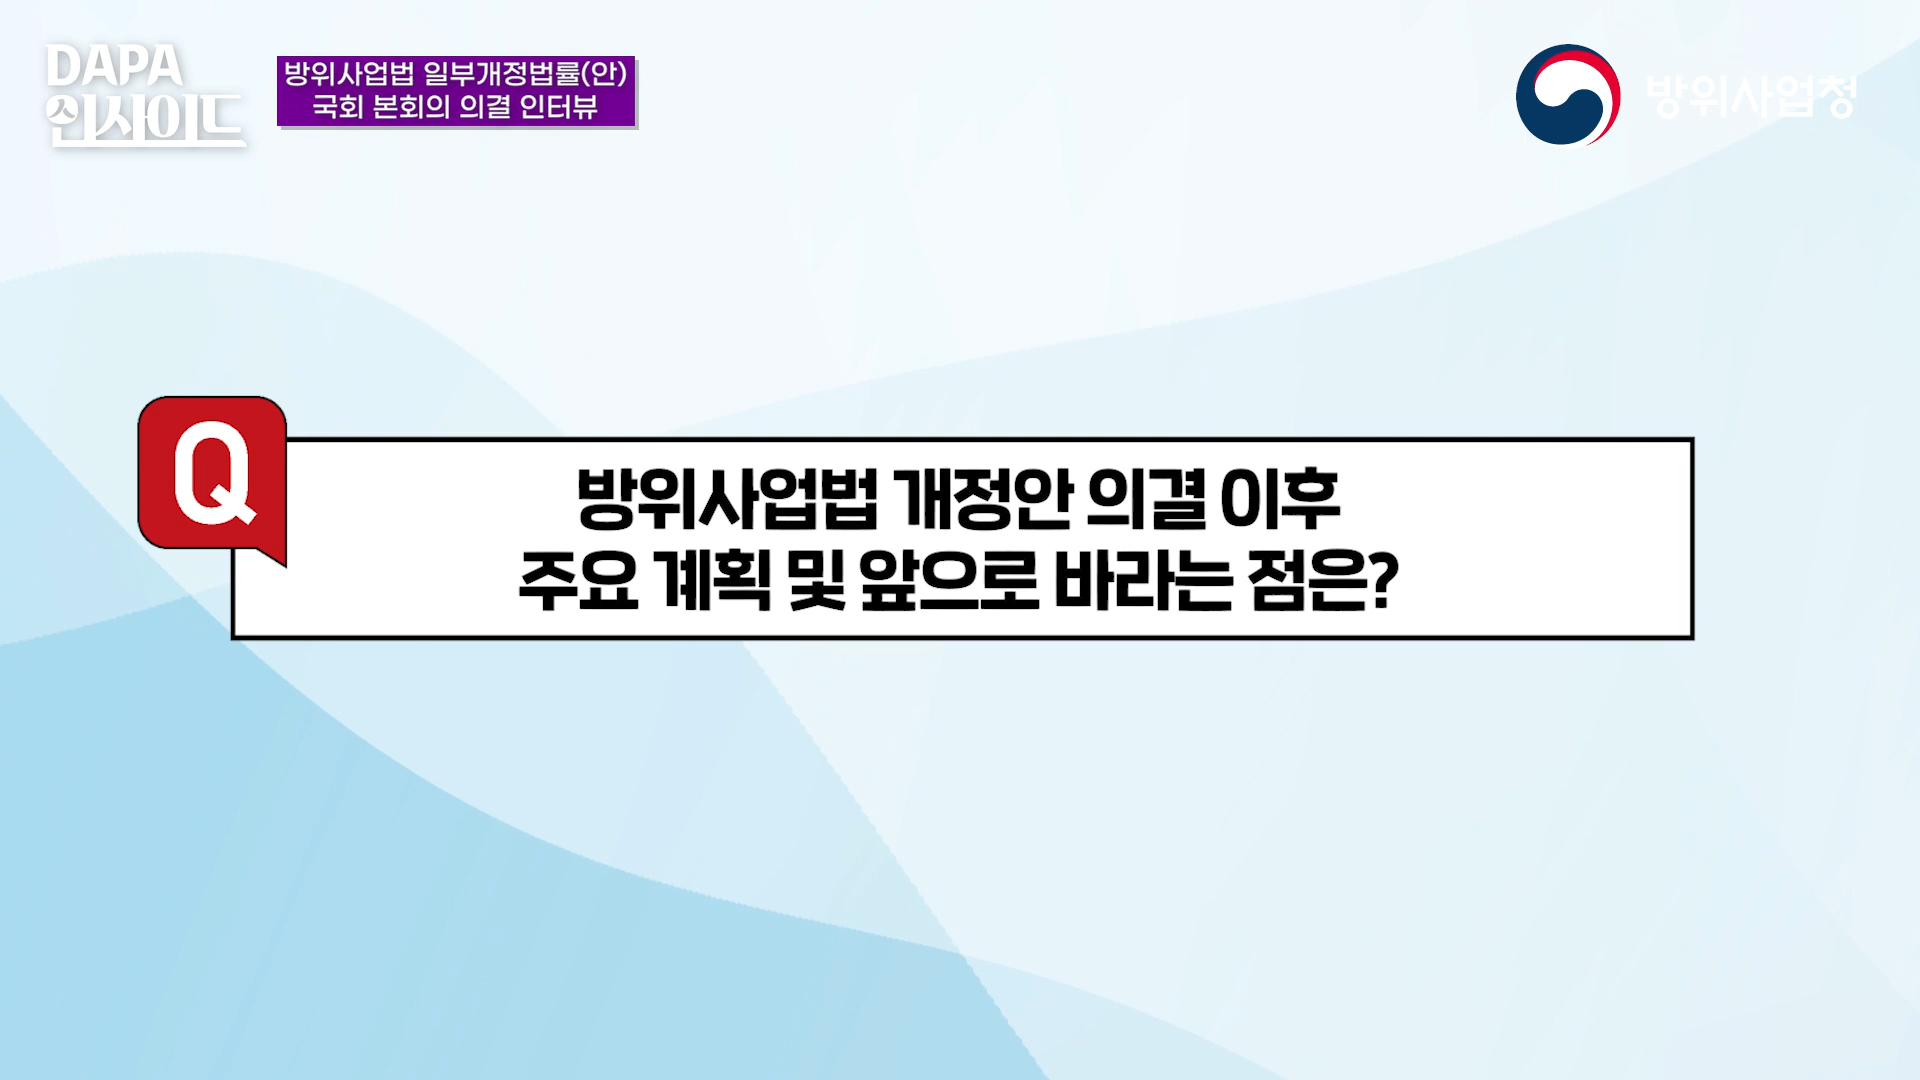 DAPA
인사이드
방위사업법 일부개정법률(안)
국회 본회의 의결 인터뷰
방위사업청
Q
방위사업법 개정안 의결 이후
주요 계획 및 앞으로 바라는 점은?